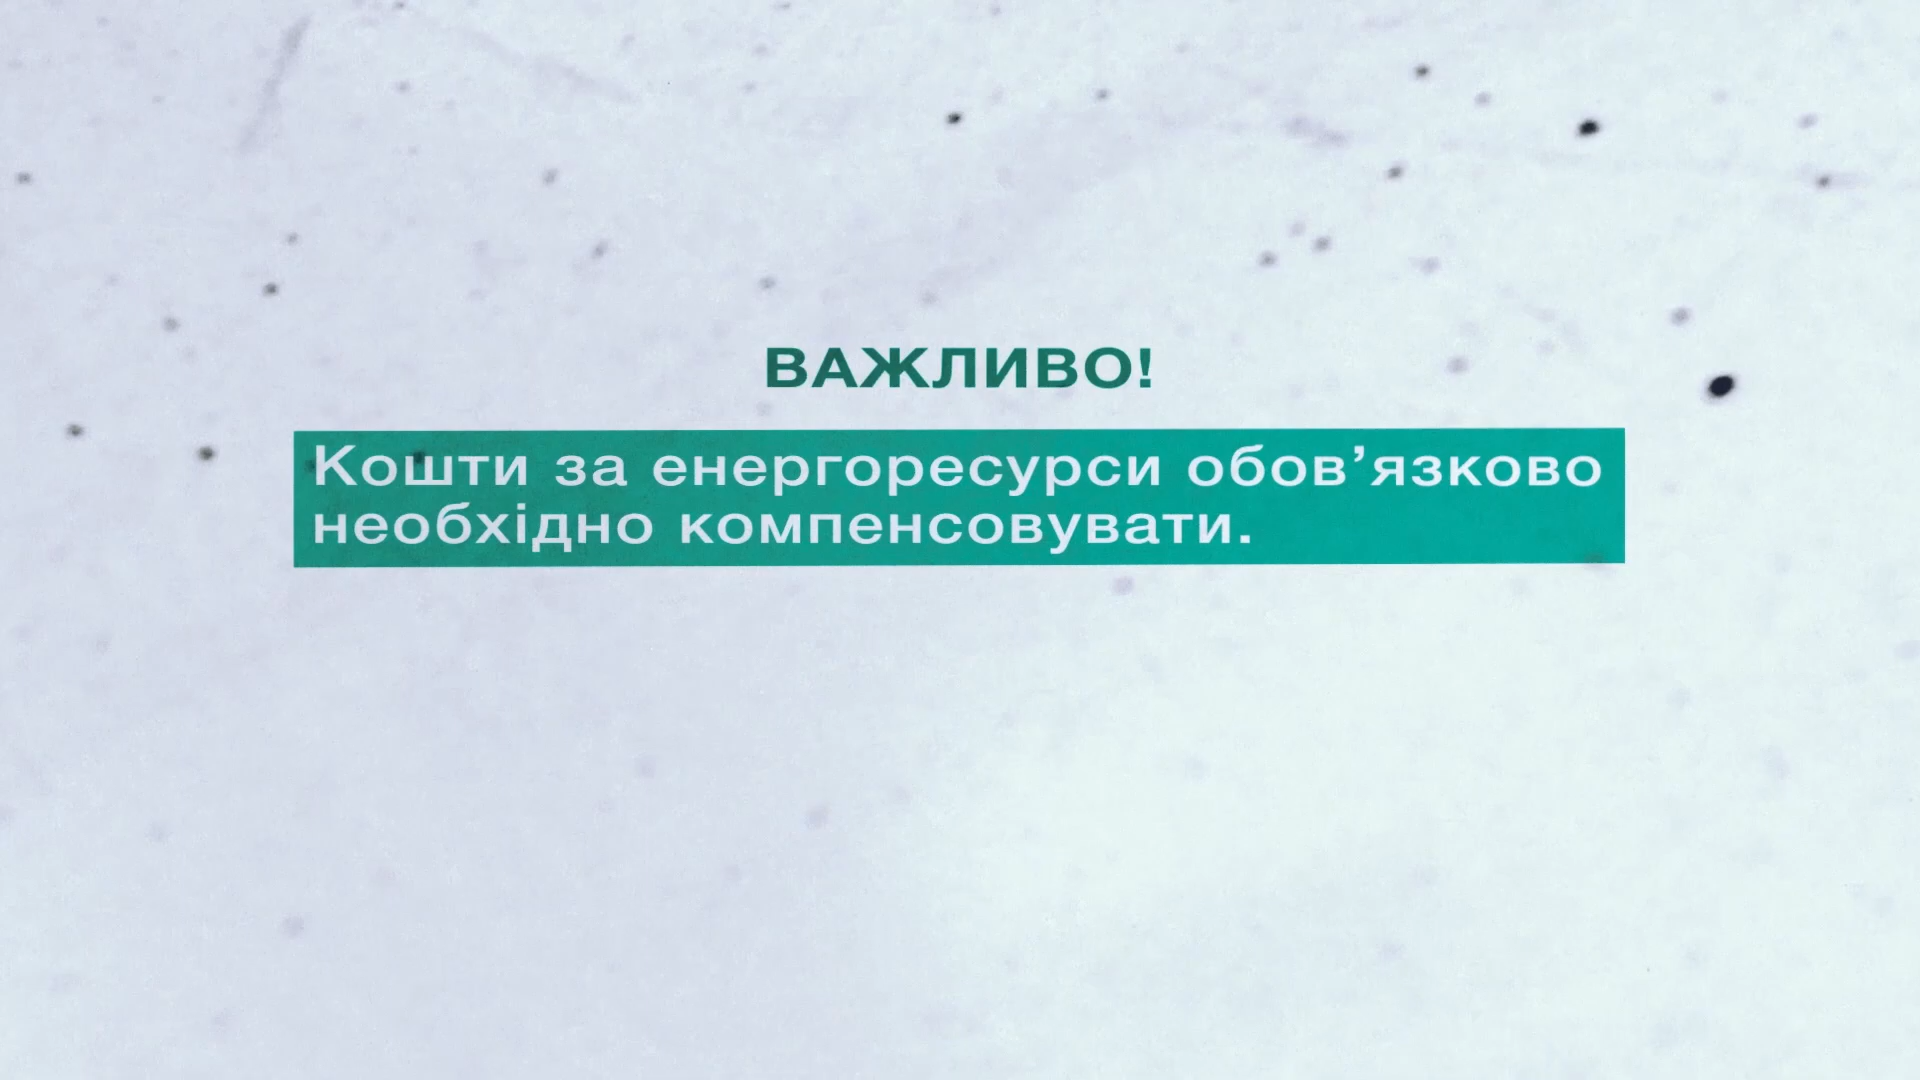 ВАЖЛИВО!
Кошти за енергоресурси обов’язково
необхідно компенсовувати.